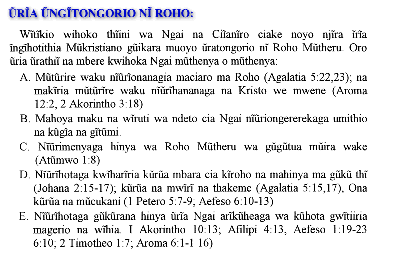 ŨRĨA ŨNGĨTONGORIO NĨ ROHO:
Wĩtĩkio wihoko thĩini wa Ngai na Ciĩanĩro ciake noyo njĩra ĩrĩa
ĩngĩhotithia Mũkristiano gũikara muoyo ũratongorio nĩ Roho Mũtheru. Oro
ũria ũrathiĩ na mbere kwihoka Ngai mũthenya o mũthenya:
A. Mũtũrire waku nĩũrĩonanagia maciaro ma Roho (Agalatia 5:22,23); na
makĩria mũtũrĩre waku nĩũrĩhananaga na Kristo we mwene (Aroma
12:2, 2 Akorintho 3:18)
B. Mahoya maku na wĩruti wa ndeto cia Ngai nĩũriongererekaga umithio
na kũgĩa na gĩtũmi.
C. Nĩũrimenyaga hinya wa Roho Mũtheru wa gũgũtua mũira wake
(Atũmwo 1:8)
D. Nĩũrĩhotaga kwĩharĩria kũrũa mbara cia kĩroho na mahinya ma gũkũ thĩ
(Johana 2:15-17); kũrũa na mwĩrĩ na thakeme (Agalatia 5:15,17), Ona
kũrũa na mũcukani (1 Petero 5:7-9, Aefeso 6:10-13)
E. Nĩũrĩhotaga gũkũrana hinya ũrĩa Ngai arĩkũheaga wa kũhota gwĩtiiria
magerio na wĩhia. I Akorintho 10:13; Afilipi 4:13, Aefeso 1:19-23
6:10; 2 Timotheo 1:7; Aroma 6:1-1 16)